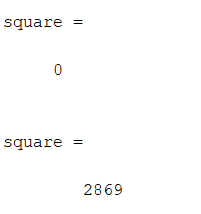 square =
0
square =
2869